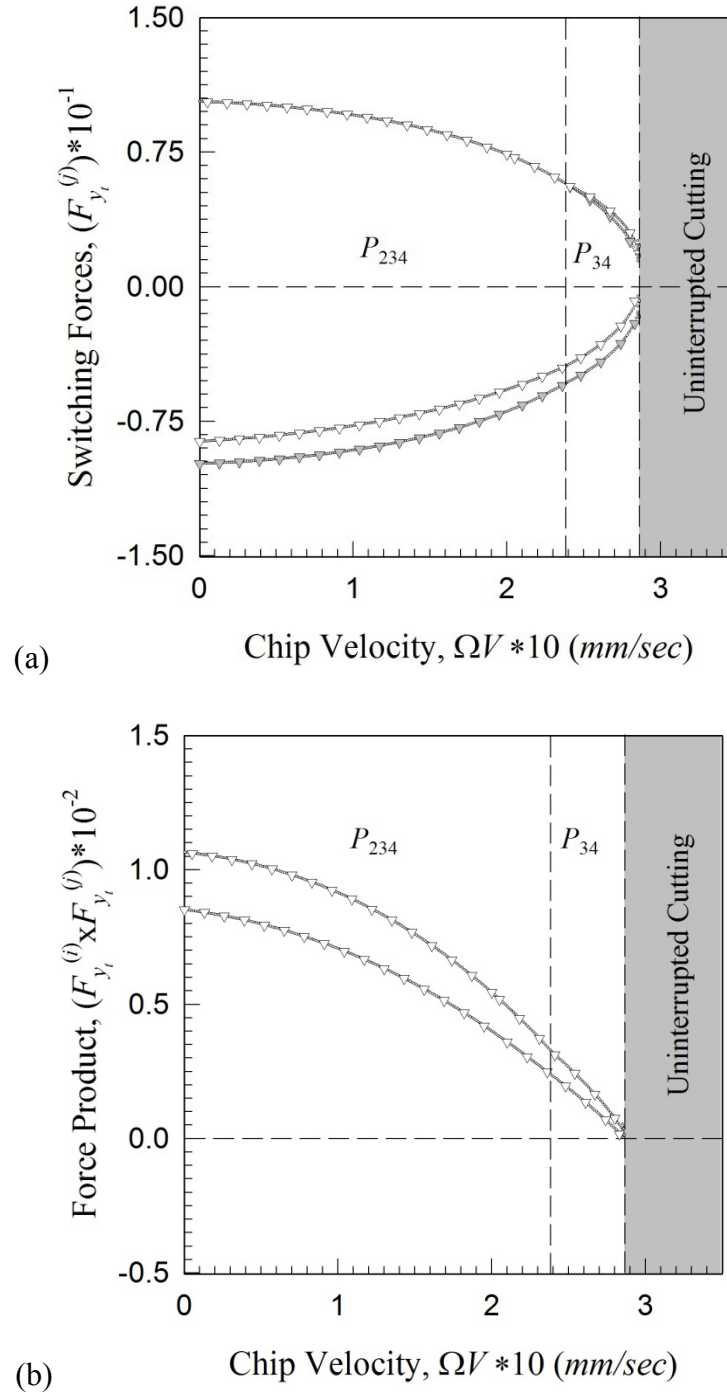 1.50
0.75
0.00
-0.75
-1.50
Switching Forces, (F_{y_t}^{(j)})*10^{-1}
P_{234}
P_{34}
Uninterrupted Cutting
0 1 2 3
Chip Velocity, ΩV *10 (mm/sec)
(a)
1.5
1.0
0.5
0.0
-0.5
Force Product, (F_{y_t}^{(i)}xF_{y_t}^{(j)})*10^{-2}
P_{234}
P_{34}
Uninterrupted Cutting
0 1 2 3
Chip Velocity, ΩV *10 (mm/sec)
(b)